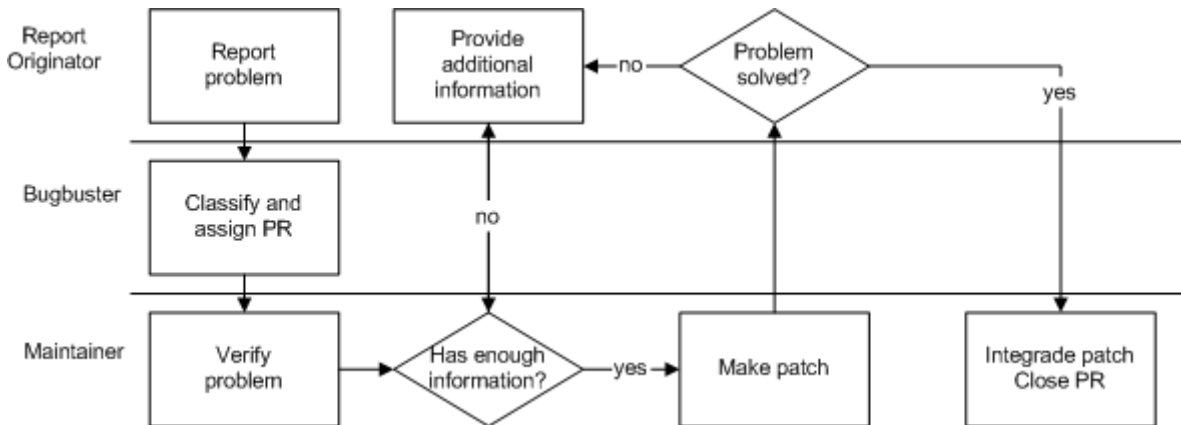 Report
Originator
Report
problem
Provide
additional
information
no
Problem
solved?
yes
Bugbuster
Classify and
assign PR
no
Maintainer
Verify
problem
Has enough
information?
yes
Make patch
Integrade patch
Close PR